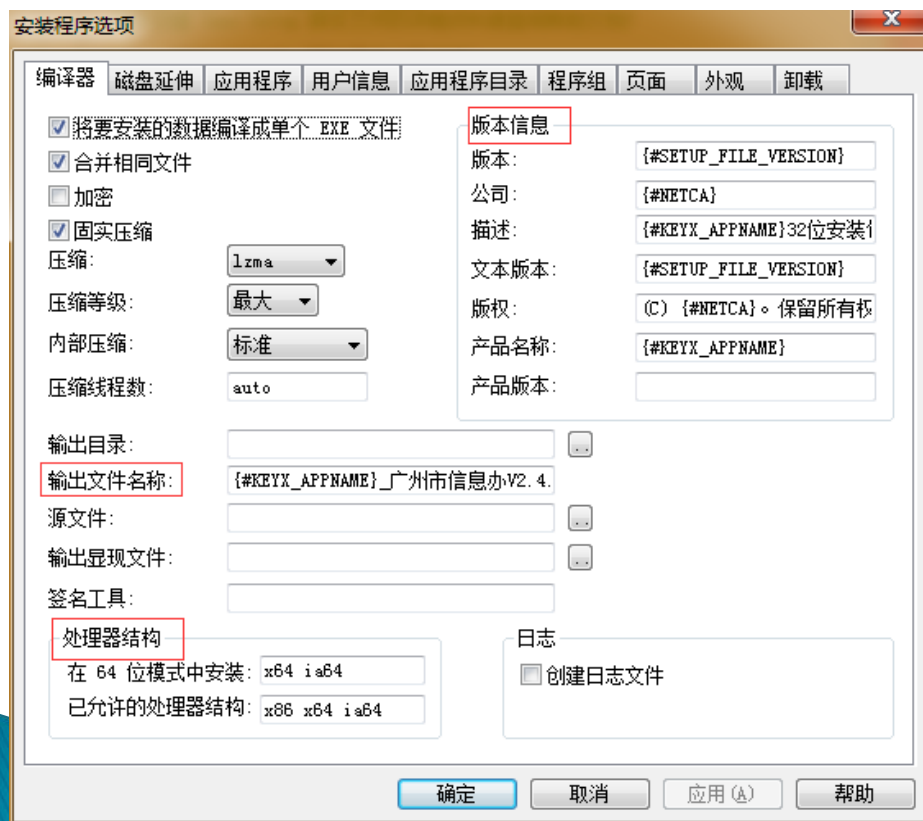 安装程序选项
编译器 磁盘延伸 应用程序 用户信息 应用程序目录 程序组 页面 外观 卸载
将要安装的数据编译成单个 EXE 文件
合并相同文件
加密
固实压缩
压缩: lzma
压缩等级: 最大
内部压缩: 标准
压缩线程数: auto
版本信息
版本: {#SETUP_FILE_VERSION}
公司: {#NETCA}
描述: {#KEYX_APPNAME}32位安装
文本版本: {#SETUP_FILE_VERSION}
版权: (C) {#NETCA}。保留所有权
产品名称: {#KEYX_APPNAME}
产品版本:
输出目录: ..
输出文件名称: {#KEYX_APPNAME}_广州市信息办V2.4.
源文件: ..
输出显现文件: ..
签名工具:
处理器结构
在 64 位模式中安装: x64 ia64
已允许的处理器结构: x86 x64 ia64
日志
创建日志文件
确定 取消 应用(A) 帮助